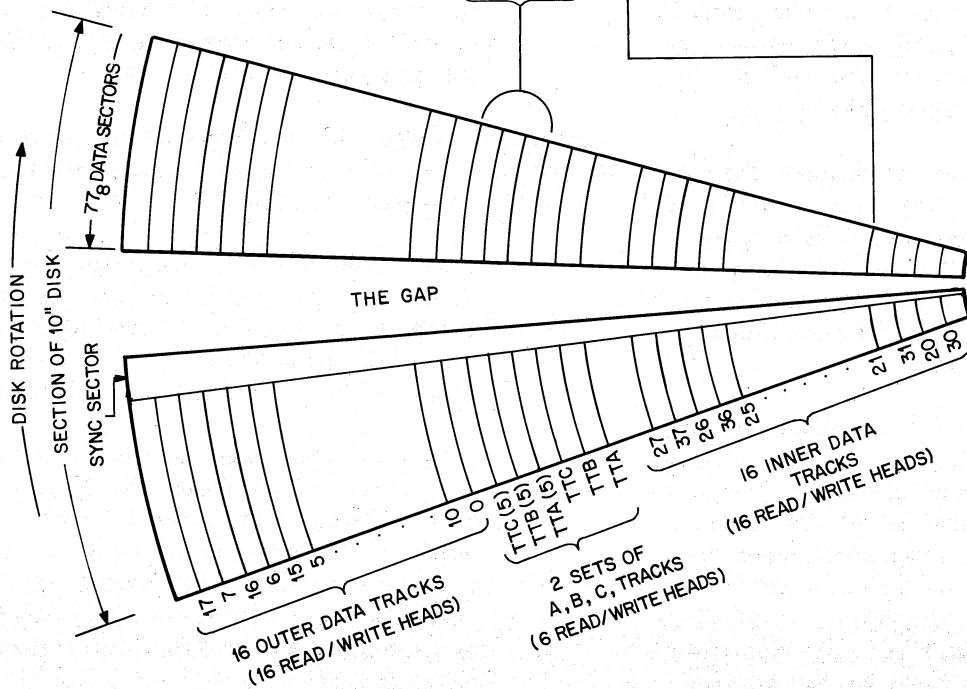 DISK ROTATION
SECTION OF 10" DISK
77₈ DATA SECTORS
SYNC SECTOR
THE GAP
17
7
16
6
15
5
. . . . .
10
0
TTC (5)
TTB (5)
TTA (5)
TTC
TTB
TTA
27
37
26
36
25
. . . . .
21
31
20
30
16 OUTER DATA TRACKS
(16 READ/WRITE HEADS)
2 SETS OF
A, B, C, TRACKS
(6 READ/WRITE HEADS)
16 INNER DATA
TRACKS
(16 READ/WRITE HEADS)